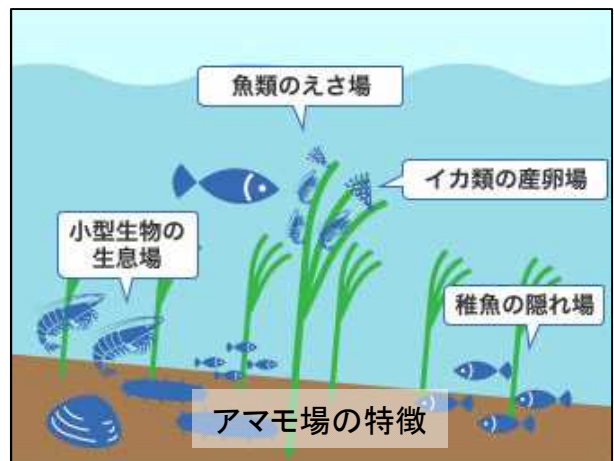 魚類のえさ場
イカ類の産卵場
小型生物の
生息場
稚魚の隠れ場
アマモ場の特徴